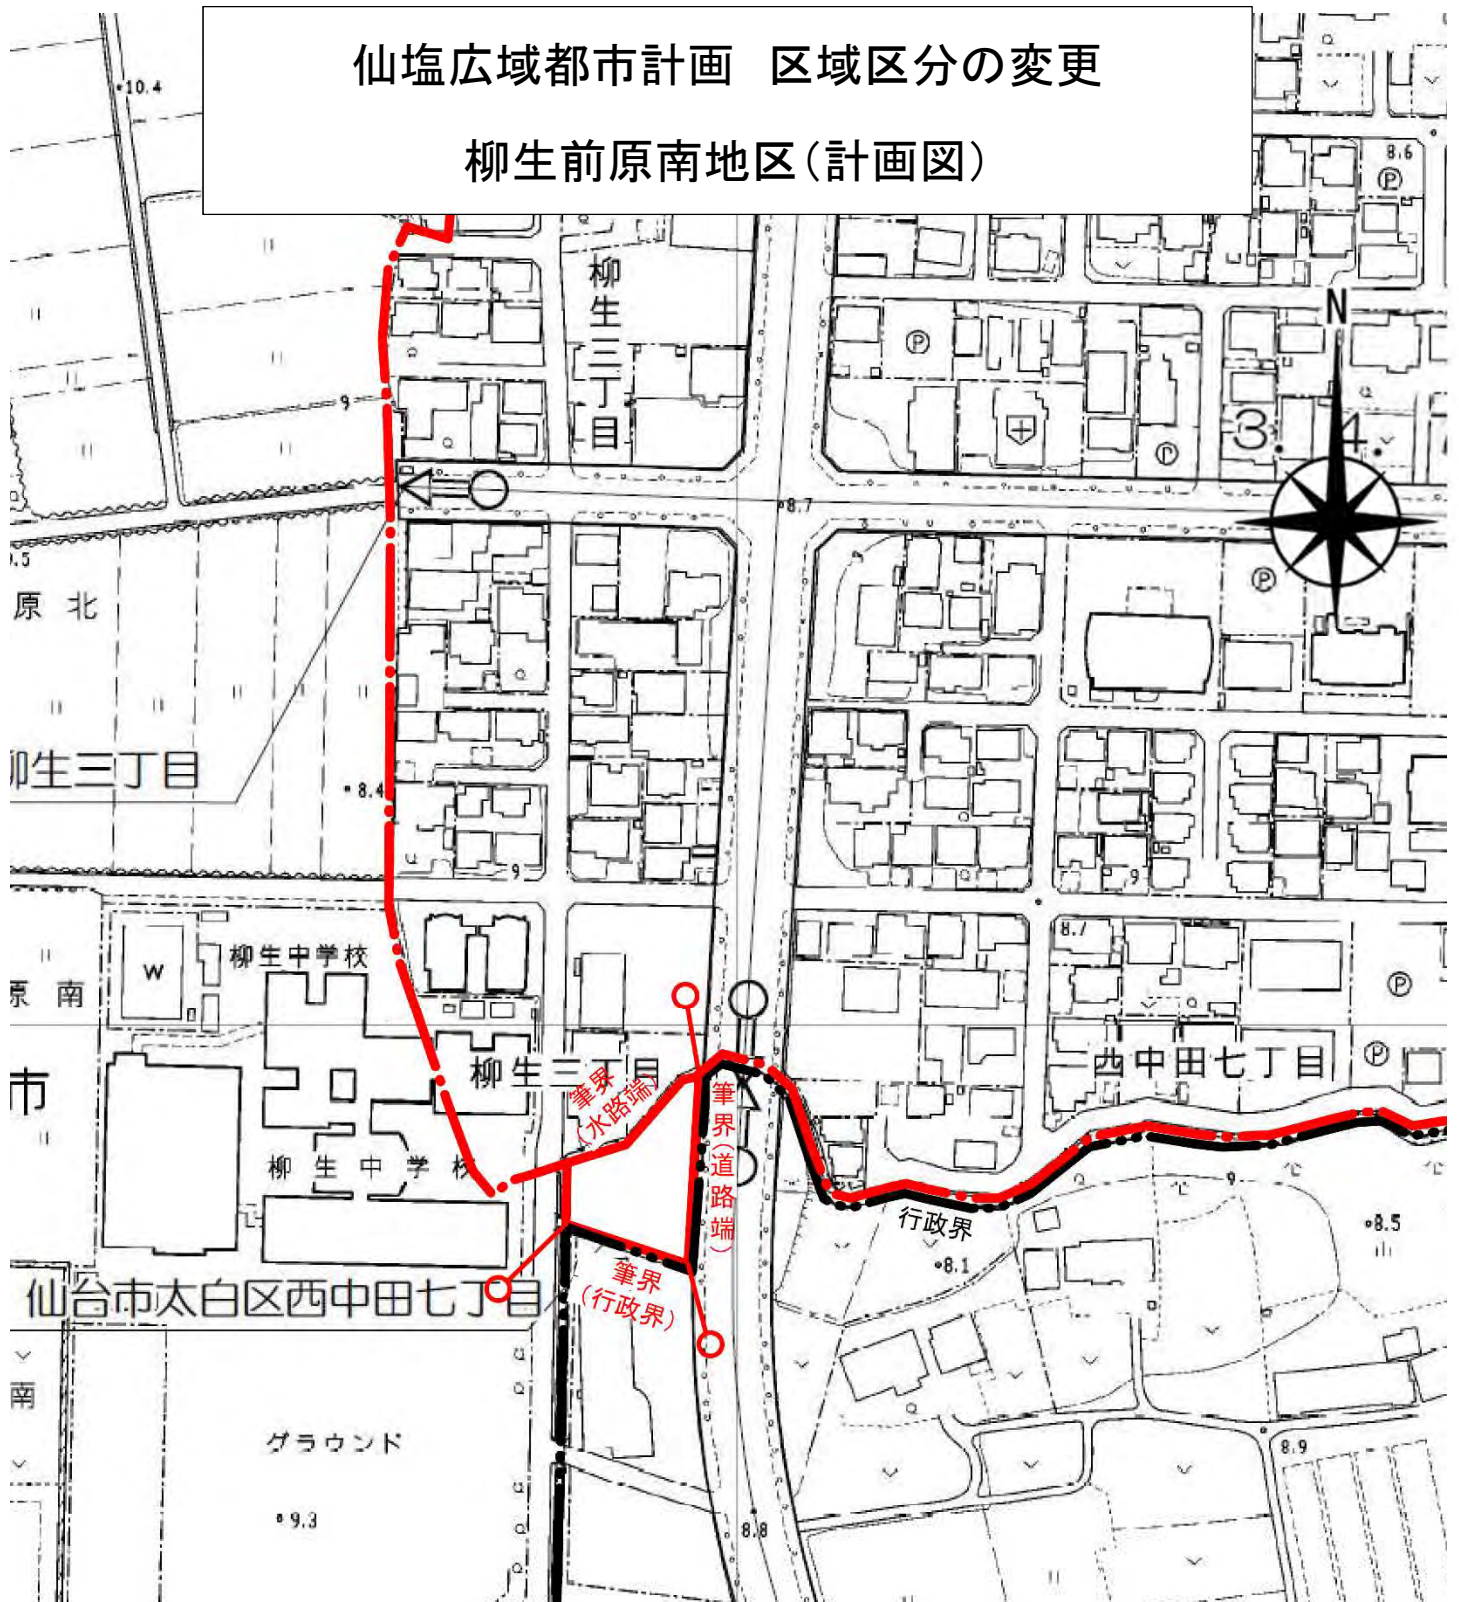 仙塩広域都市計画 区域区分の変更
柳生前原南地区(計画図)
10.4
8.6
P
柳生三丁目
N
P
9
3 4
P
8.7
P
原北
柳生三丁目
8.4
9
9
8.7
柳生中学校
W
P
原南
市
柳生三丁目
西中田七丁目
P
筆界
(水路端)
筆界(道路端)
柳生中学校
9
行政界
8.5
8.1
筆界
(行政界)
仙台市太白区西中田七丁目
南
グラウンド
8.9
9.3
8.8